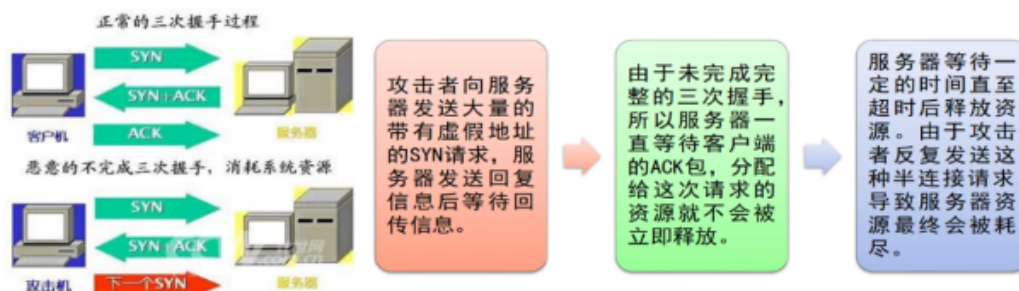 正常的三次握手过程
SYN
SYN+ACK
ACK
客户机
服务器
恶意的不完成三次握手，消耗系统资源
SYN
SYN+ACK
下一个SYN
攻击机
服务器
攻击者向服务
器发送大量的
带有虚假地址
的SYN请求，服
务器发送回复
信息后等待回
传信息。
由于未完成完
整的三次握手，
所以服务器一
直等待客户端
的ACK包，分配
给这次请求的
资源就不会被
立即释放。
服务器等待一
定的时间直至
超时后释放资
源。由于攻击
者反复发送这
种半连接请求
导致服务器资
源最终会被耗
尽。